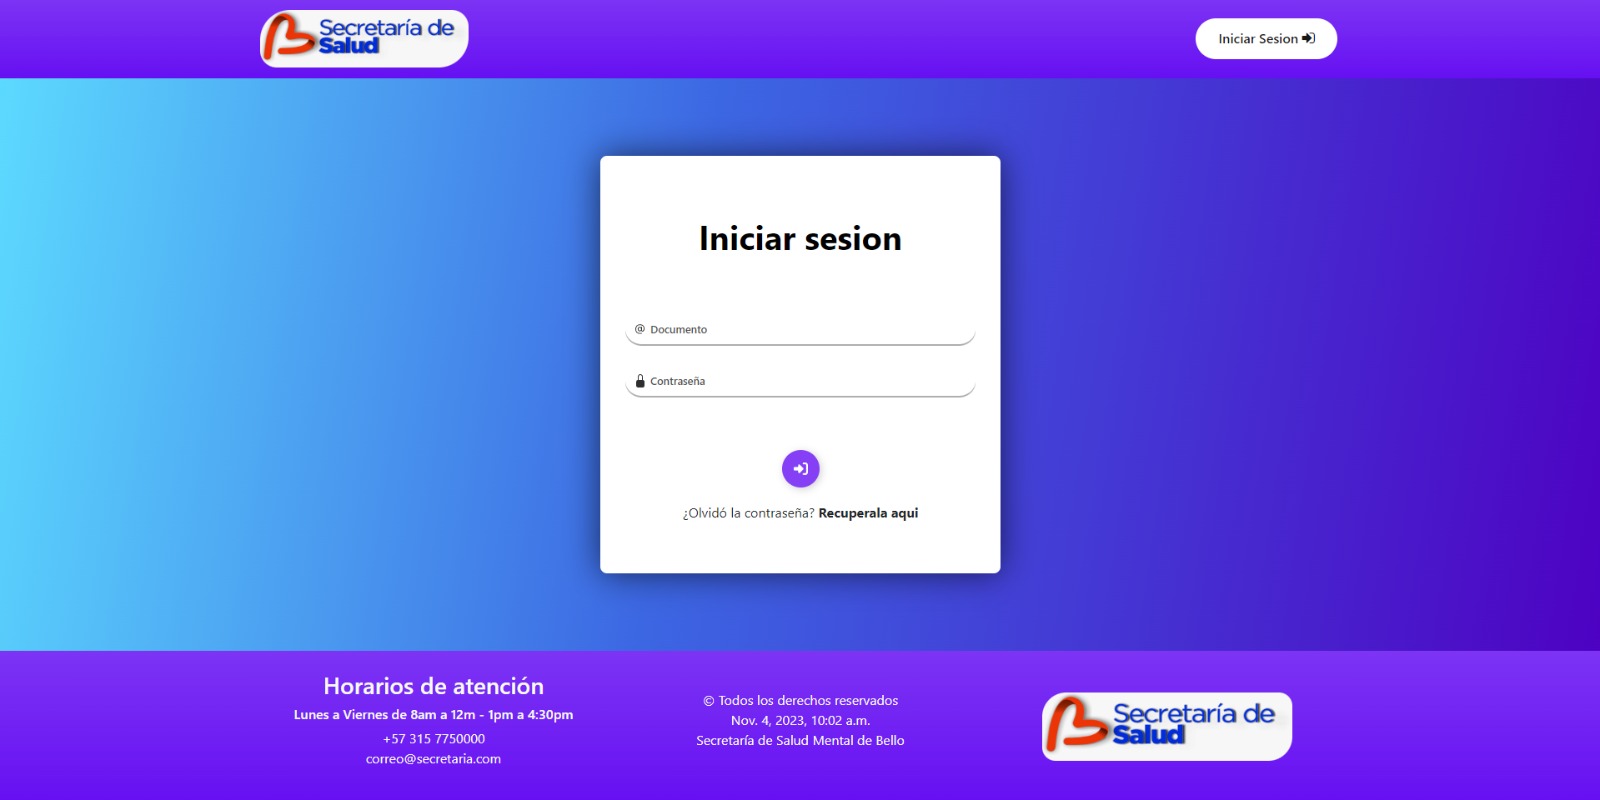 Secretaría de
Salud
Iniciar Sesion
Iniciar sesion
@ Documento
Contraseña
¿Olvidó la contraseña? Recuperala aqui
Horarios de atención
Lunes a Viernes de 8am a 12m - 1pm a 4:30pm
+57 315 7750000
correo@secretaria.com
© Todos los derechos reservados
Nov. 4, 2023, 10:02 a.m.
Secretaría de Salud Mental de Bello
Secretaría de
Salud